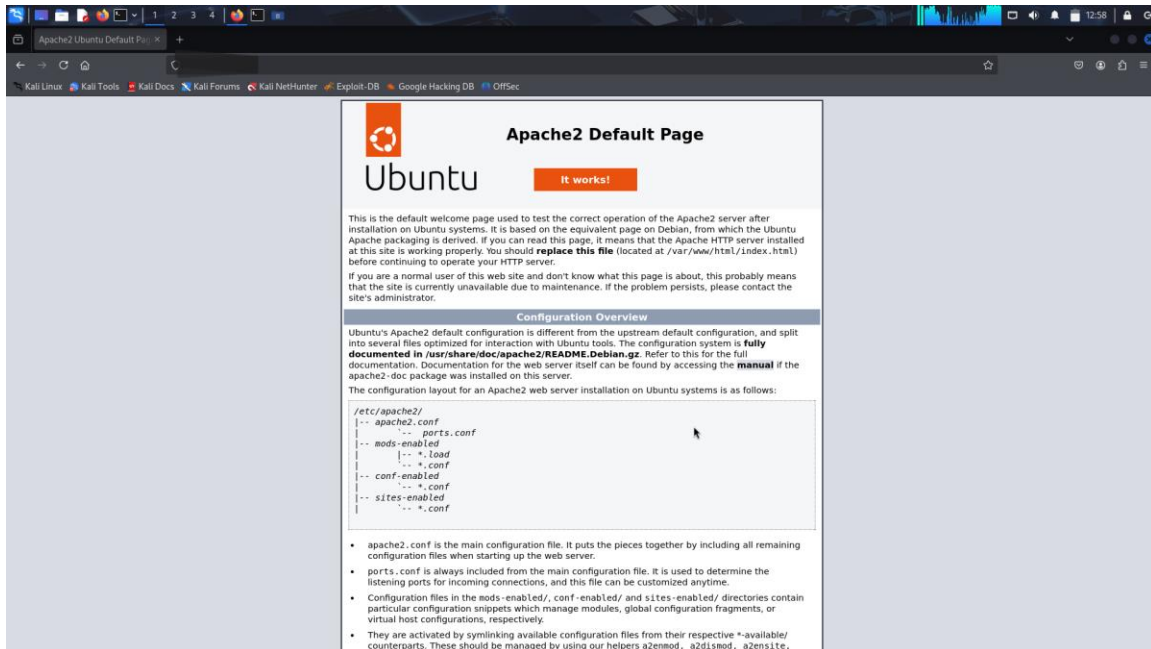 1 2 3 4
12:58
Apache2 Ubuntu Default Pag
Kali Linux Kali Tools Kali Docs Kali Forums Kali NetHunter Exploit-DB Google Hacking DB OffSec
Apache2 Default Page
Ubuntu
It works!
This is the default welcome page used to test the correct operation of the Apache2 server after
installation on Ubuntu systems. It is based on the equivalent page on Debian, from which the Ubuntu
Apache packaging is derived. If you can read this page, it means that the Apache HTTP server installed
at this site is working properly. You should replace this file (located at /var/www/html/index.html)
before continuing to operate your HTTP server.
If you are a normal user of this web site and don't know what this page is about, this probably means
that the site is currently unavailable due to maintenance. If the problem persists, please contact the
site's administrator.
Configuration Overview
Ubuntu's Apache2 default configuration is different from the upstream default configuration, and split
into several files optimized for interaction with Ubuntu tools. The configuration system is fully
documented in /usr/share/doc/apache2/README.Debian.gz. Refer to this for the full
documentation. Documentation for the web server itself can be found by accessing the manual if the
apache2-doc package was installed on this server.
The configuration layout for an Apache2 web server installation on Ubuntu systems is as follows:
/etc/apache2/
|-- apache2.conf
|       `-- ports.conf
|-- mods-enabled
|       |-- *.load
|       `-- *.conf
|-- conf-enabled
|       `-- *.conf
|-- sites-enabled
|       `-- *.conf
• apache2.conf is the main configuration file. It puts the pieces together by including all remaining
configuration files when starting up the web server.
• ports.conf is always included from the main configuration file. It is used to determine the
listening ports for incoming connections, and this file can be customized anytime.
• Configuration files in the mods-enabled/, conf-enabled/ and sites-enabled/ directories contain
particular configuration snippets which manage modules, global configuration fragments, or
virtual host configurations, respectively.
• They are activated by symlinking available configuration files from their respective *-available/
counterparts. These should be managed by using our helpers a2enmod, a2dismod, a2ensite,